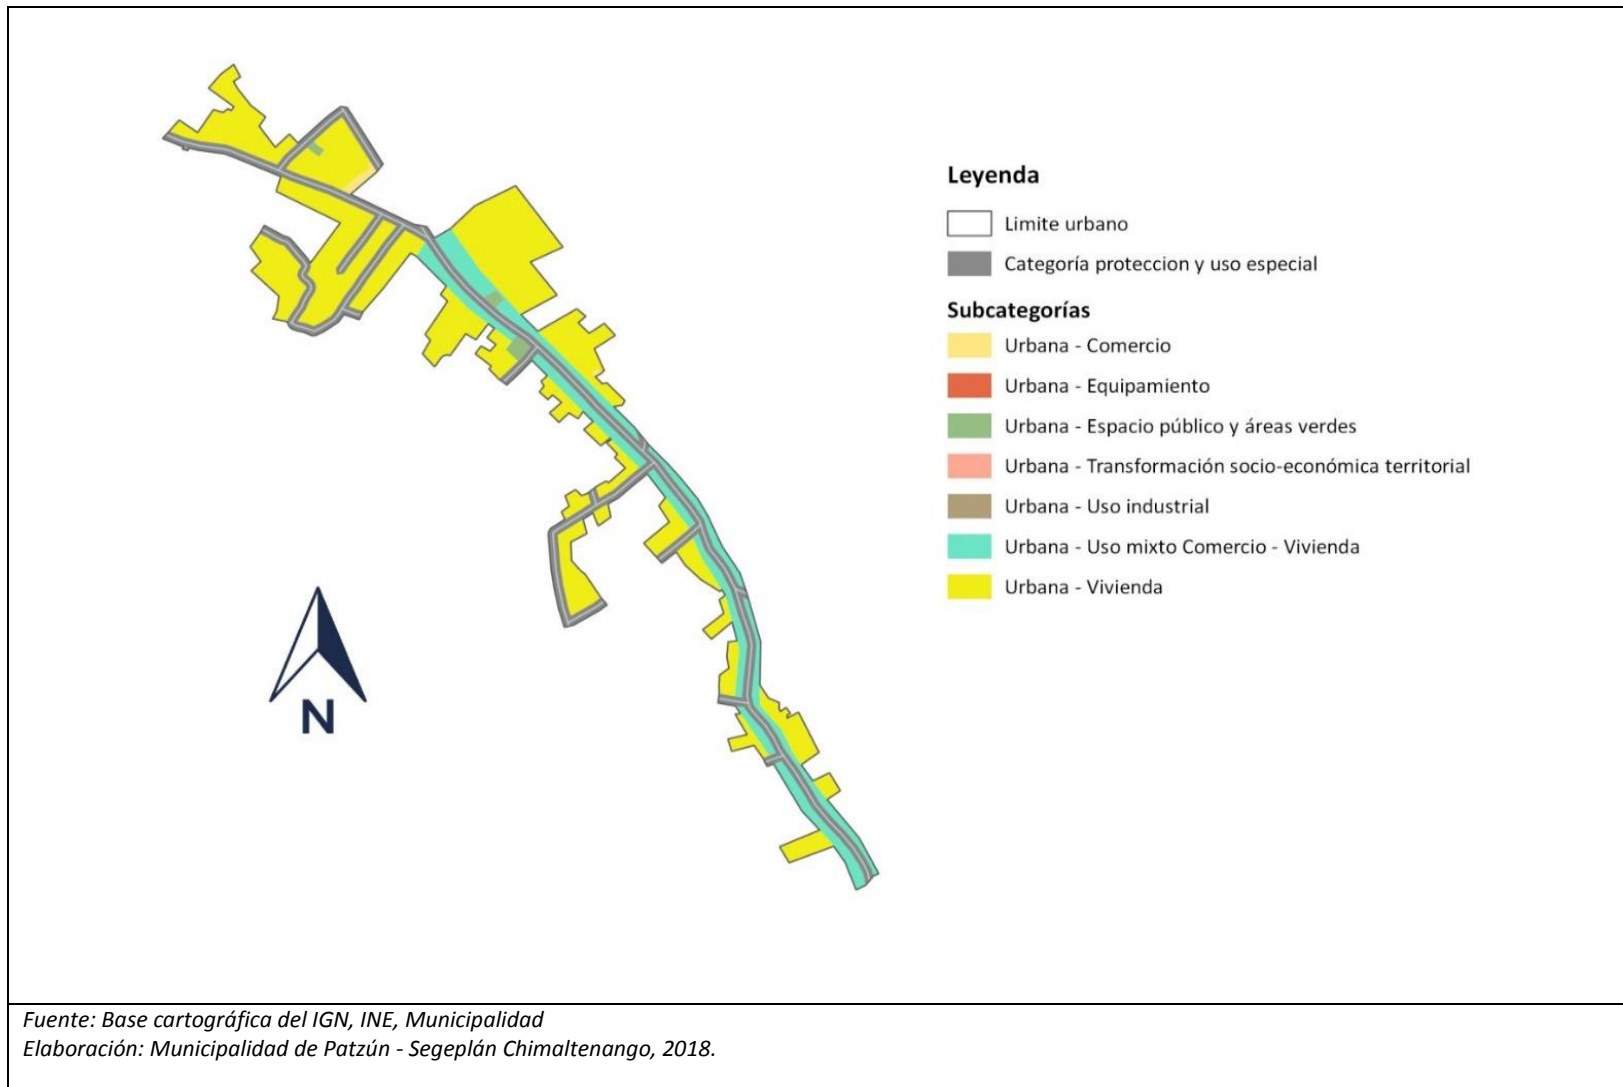 Leyenda
Limite urbano
Categoría proteccion y uso especial
Subcategorías
Urbana - Comercio
Urbana - Equipamiento
Urbana - Espacio público y áreas verdes
Urbana - Transformación socio-económica territorial
Urbana - Uso industrial
Urbana - Uso mixto Comercio - Vivienda
Urbana - Vivienda
N
Fuente: Base cartográfica del IGN, INE, Municipalidad
Elaboración: Municipalidad de Patzún - Segeplán Chimaltenango, 2018.